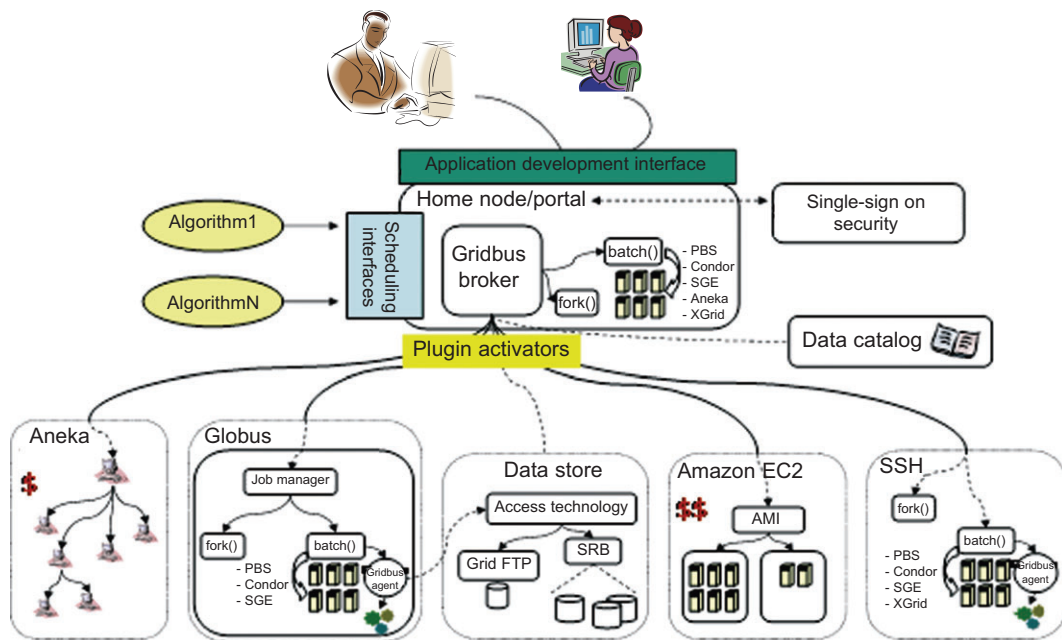 Application development interface
Home node/portal
Single-sign on
security
Algorithm1
AlgorithmN
Scheduling
interfaces
Gridbus
broker
batch()
fork()
- PBS
- Condor
- SGE
- Aneka
- XGrid
Data catalog
Plugin activators
Aneka
$
Globus
Job manager
fork()
batch()
- PBS
- Condor
- SGE
Gridbus
agent
Data store
Access technology
Grid FTP
SRB
Amazon EC2
$$
AMI
SSH
fork()
batch()
- PBS
- Condor
- SGE
- XGrid
Gridbus
agent